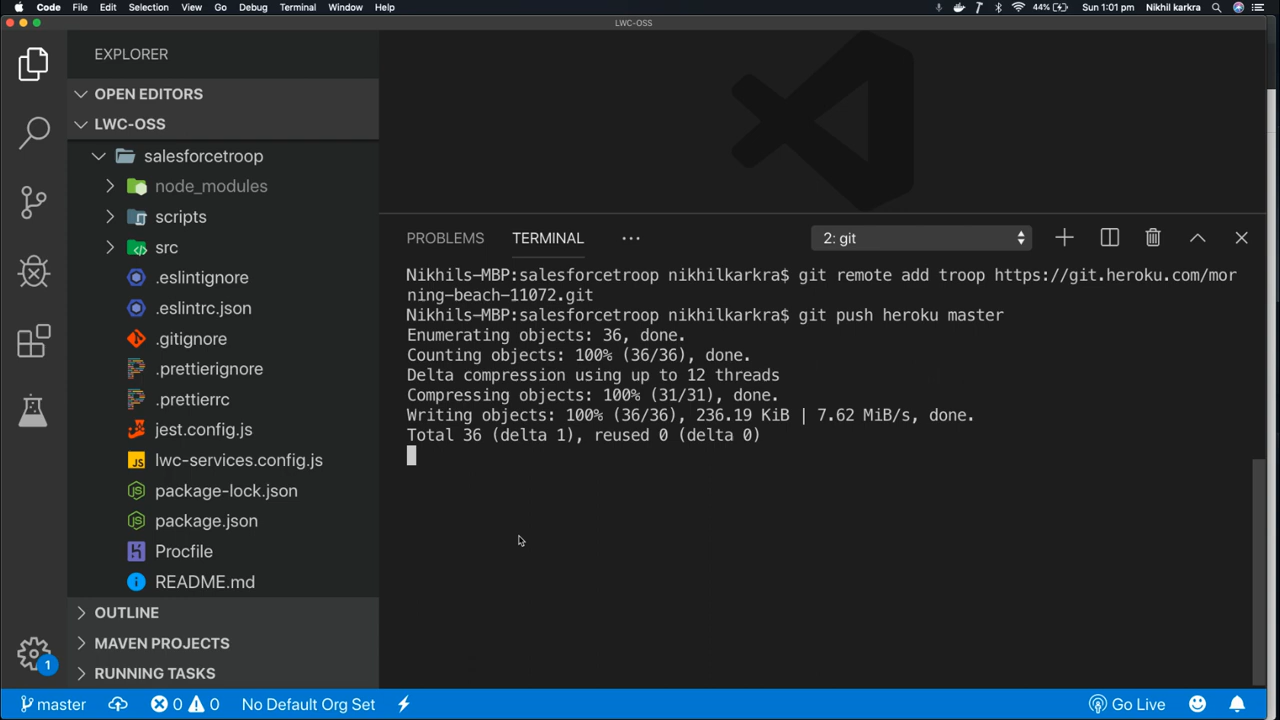 Code File Edit Selection View Go Debug Terminal Window Help 44% Sun 1:01 pm Nikhil karkra
LWC-OSS
EXPLORER
OPEN EDITORS
LWC-OSS
salesforcetroop
node_modules
scripts
src
.eslintignore
.eslintrc.json
.gitignore
.prettierignore
.prettierrc
jest.config.js
JS lwc-services.config.js
package-lock.json
package.json
Procfile
README.md
OUTLINE
MAVEN PROJECTS
RUNNING TASKS
PROBLEMS TERMINAL ... 2: git
Nikhils-MBP:salesforcetroop nikhilkarkra$ git remote add troop https://git.heroku.com/mor
ning-beach-11072.git
Nikhils-MBP:salesforcetroop nikhilkarkra$ git push heroku master
Enumerating objects: 36, done.
Counting objects: 100% (36/36), done.
Delta compression using up to 12 threads
Compressing objects: 100% (31/31), done.
Writing objects: 100% (36/36), 236.19 KiB | 7.62 MiB/s, done.
Total 36 (delta 1), reused 0 (delta 0)
1
master 0 0 No Default Org Set Go Live